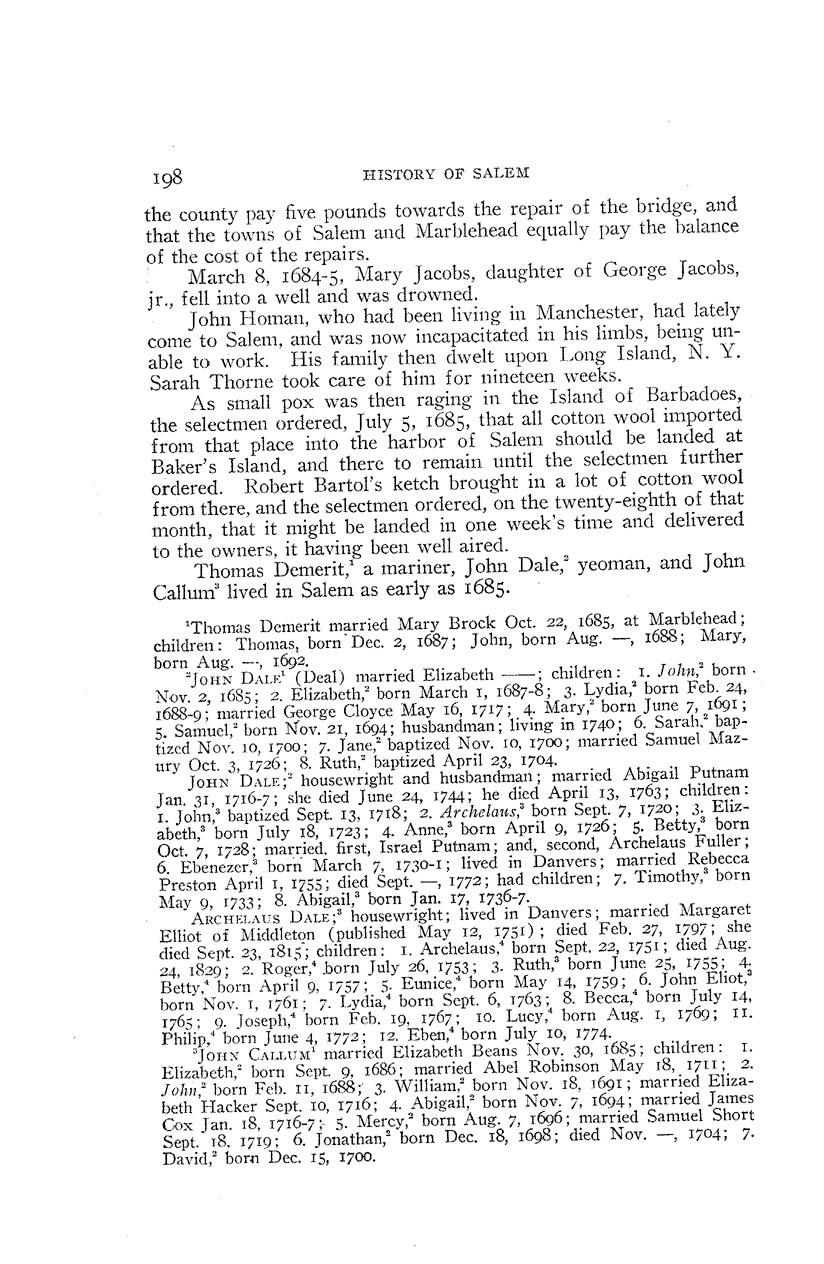 198 HISTORY OF SALEM
the county pay five pounds towards the repair of the bridge, and
that the towns of Salem and Marblehead equally pay the balance
of the cost of the repairs.
March 8, 1684-5, Mary Jacobs, daughter of George Jacobs,
jr., fell into a well and was drowned.
John Homan, who had been living in Manchester, had lately
come to Salem, and was now incapacitated in his limbs, being un-
able to work. His family then dwelt upon Long Island, N. Y.
Sarah Thorne took care of him for nineteen weeks.
As small pox was then raging in the Island of Barbadoes,
the selectmen ordered, July 5, 1685, that all cotton wool imported
from that place into the harbor of Salem should be landed at
Baker's Island, and there to remain until the selectmen further
ordered. Robert Bartol's ketch brought in a lot of cotton wool
from there, and the selectmen ordered, on the twenty-eighth of that
month, that it might be landed in one week's time and delivered
to the owners, it having been well aired.
Thomas Demerit,¹ a mariner, John Dale,² yeoman, and John
Callum³ lived in Salem as early as 1685.
¹Thomas Demerit married Mary Brock Oct. 22, 1685, at Marblehead;
children: Thomas, born Dec. 2, 1687; John, born Aug. —, 1688; Mary,
born Aug. —, 1692.
²JOHN DALE¹ (Deal) married Elizabeth ——; children: 1. John,² born
Nov. 2, 1685; 2. Elizabeth,² born March 1, 1687-8; 3. Lydia,² born Feb. 24,
1688-9; married George Cloyce May 16, 1717; 4. Mary,² born June 7, 1691;
5. Samuel,² born Nov. 21, 1694; husbandman; living in 1740; 6. Sarah,² bap-
tized Nov. 10, 1700; 7. Jane,² baptized Nov. 10, 1700; married Samuel Maz-
ury Oct. 3, 1726; 8. Ruth,² baptized April 23, 1704.
JOHN DALE;² housewright and husbandman; married Abigail Putnam
Jan. 31, 1716-7; she died June 24, 1744; he died April 13, 1763; children:
1. John,³ baptized Sept. 13, 1718; 2. Archelaus,³ born Sept. 7, 1720; 3. Eliz-
abeth,³ born July 18, 1723; 4. Anne,³ born April 9, 1726; 5. Betty,³ born
Oct. 7, 1728; married, first, Israel Putnam; and, second, Archelaus Fuller;
6. Ebenezer,³ born March 7, 1730-1; lived in Danvers; married Rebecca
Preston April 1, 1755; died Sept. —, 1772; had children; 7. Timothy,³ born
May 9, 1733; 8. Abigail,³ born Jan. 17, 1736-7.
ARCHELAUS DALE;³ housewright; lived in Danvers; married Margaret
Elliot of Middleton (published May 12, 1751); died Feb. 27, 1797; she
died Sept. 23, 1815; children: 1. Archelaus,⁴ born Sept. 22, 1751; died Aug.
24, 1829; 2. Roger,⁴ born July 26, 1753; 3. Ruth,³ born June 25, 1755; 4.
Betty,⁴ born April 9, 1757; 5. Eunice,⁴ born May 14, 1759; 6. John Eliot,³
born Nov. 1, 1761; 7. Lydia,⁴ born Sept. 6, 1763; 8. Becca,⁴ born July 14,
1765; 9. Joseph,⁴ born Feb. 19, 1767; 10. Lucy,⁴ born Aug. 1, 1769; 11.
Philip,⁴ born June 4, 1772; 12. Eben,⁴ born July 10, 1774.
³JOHN CALLUM¹ married Elizabeth Beans Nov. 30, 1685; children: 1.
Elizabeth,² born Sept. 9, 1686; married Abel Robinson May 18, 1711; 2.
John,² born Feb. 11, 1688; 3. William,² born Nov. 18, 1691; married Eliza-
beth Hacker Sept. 10, 1716; 4. Abigail,² born Nov. 7, 1694; married James
Cox Jan. 18, 1716-7; 5. Mercy,² born Aug. 7, 1696; married Samuel Short
Sept. 18, 1719; 6. Jonathan,² born Dec. 18, 1698; died Nov. —, 1704; 7.
David,² born Dec. 15, 1700.